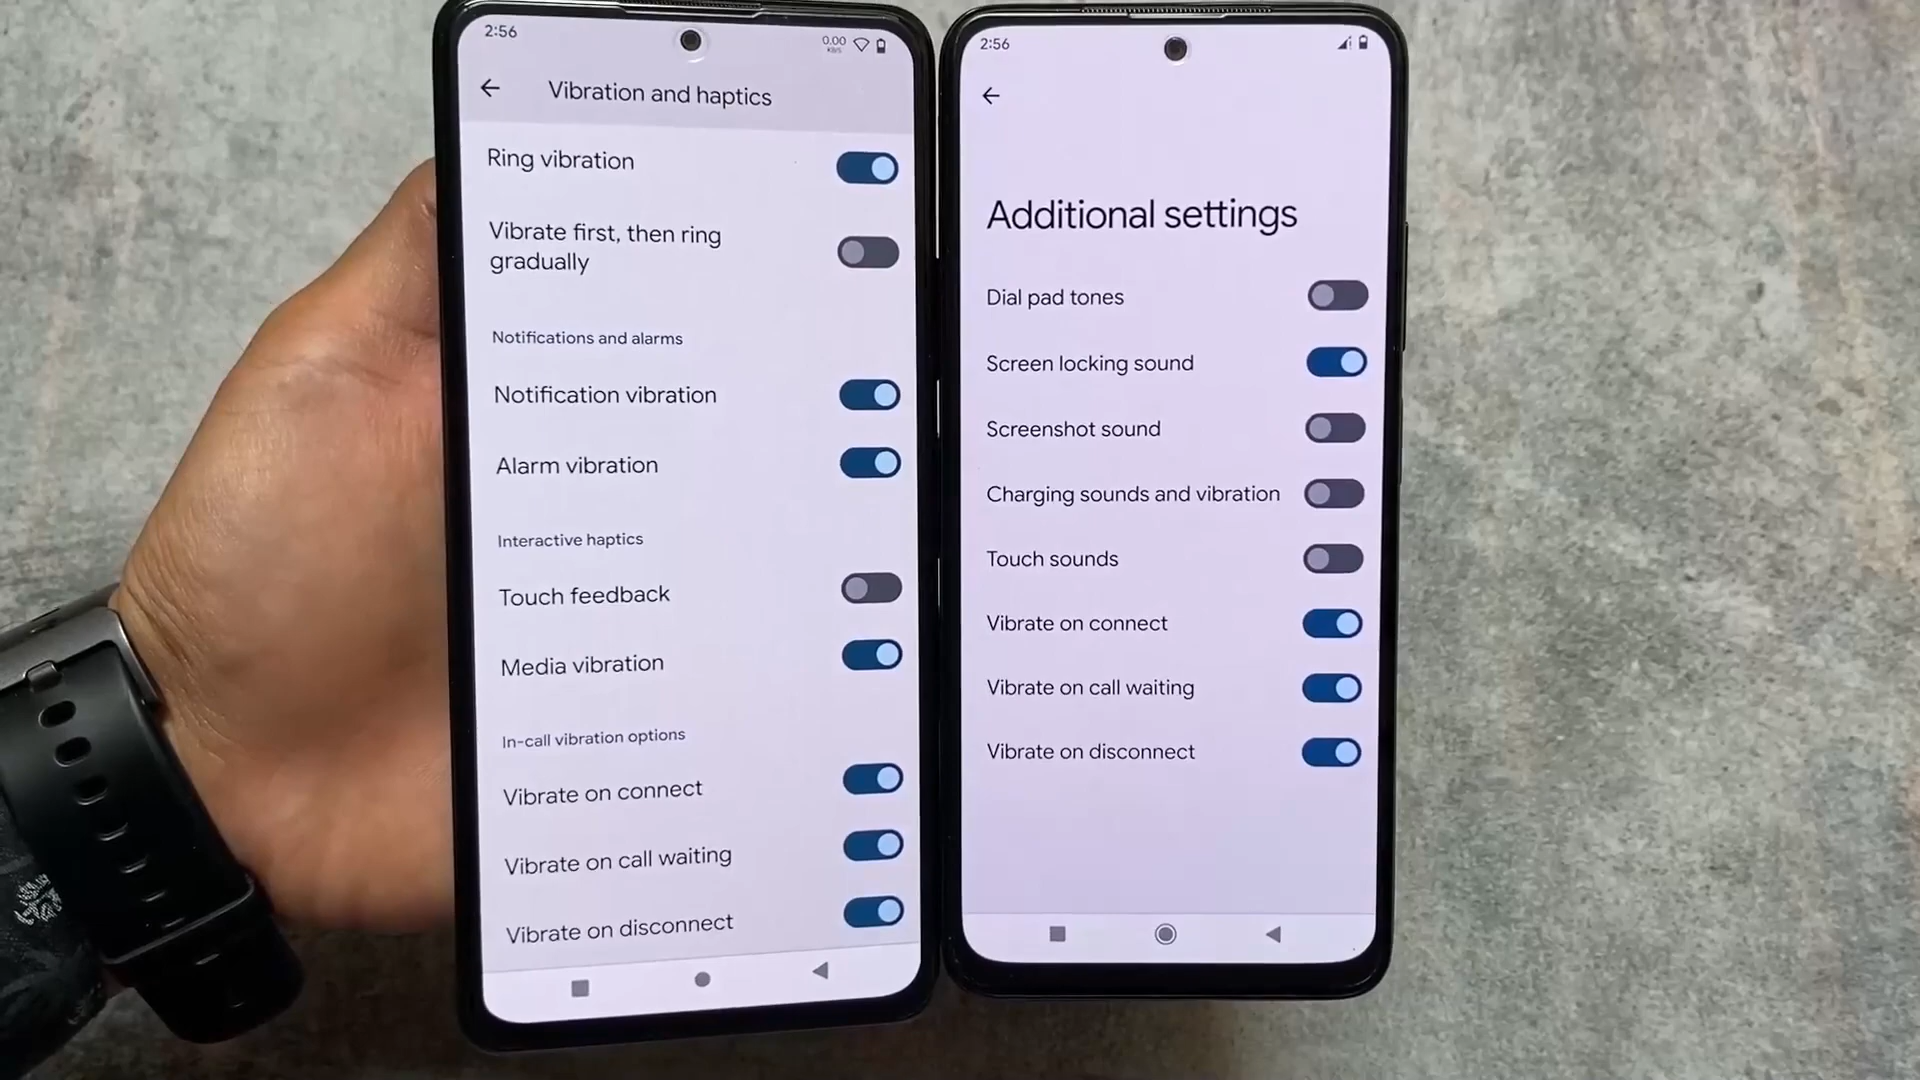 2:56
0.00
KB/S
Vibration and haptics
Ring vibration
Vibrate first, then ring
gradually
Notifications and alarms
Notification vibration
Alarm vibration
Interactive haptics
Touch feedback
Media vibration
In-call vibration options
Vibrate on connect
Vibrate on call waiting
Vibrate on disconnect
2:56
Additional settings
Dial pad tones
Screen locking sound
Screenshot sound
Charging sounds and vibration
Touch sounds
Vibrate on connect
Vibrate on call waiting
Vibrate on disconnect